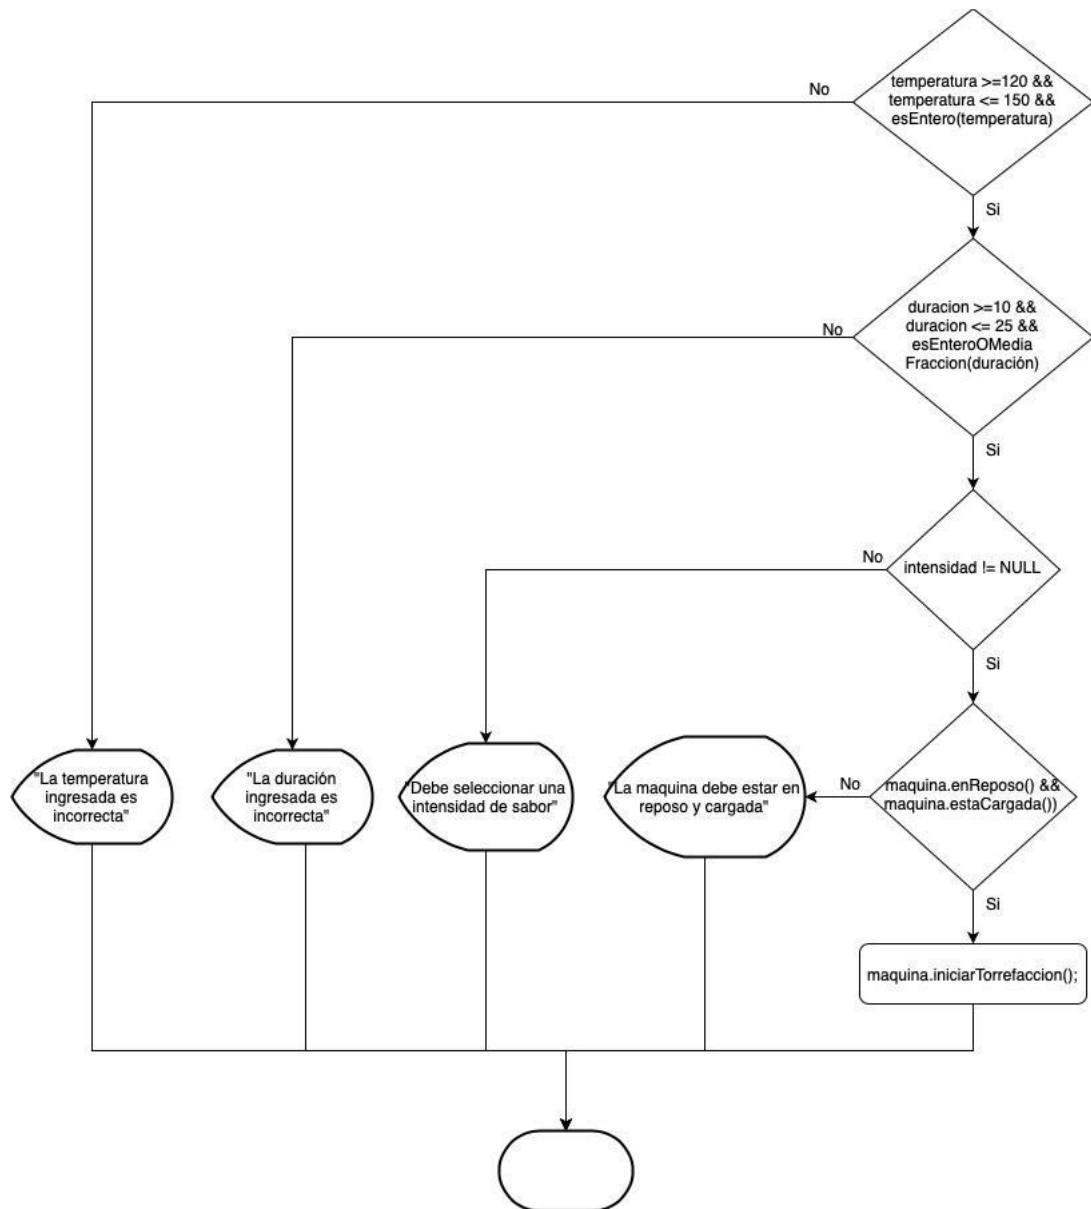 temperatura >=120 &&
temperatura <= 150 &&
esEntero(temperatura)
No
Si
duracion >=10 &&
duracion <= 25 &&
esEnteroOMedia
Fraccion(duración)
No
Si
intensidad != NULL
No
Si
maquina.enReposo() &&
maquina.estaCargada())
No
Si
"La temperatura
ingresada es
incorrecta"
"La duración
ingresada es
incorrecta"
"Debe seleccionar una
intensidad de sabor"
"La maquina debe estar en
reposo y cargada"
maquina.iniciarTorrefaccion();